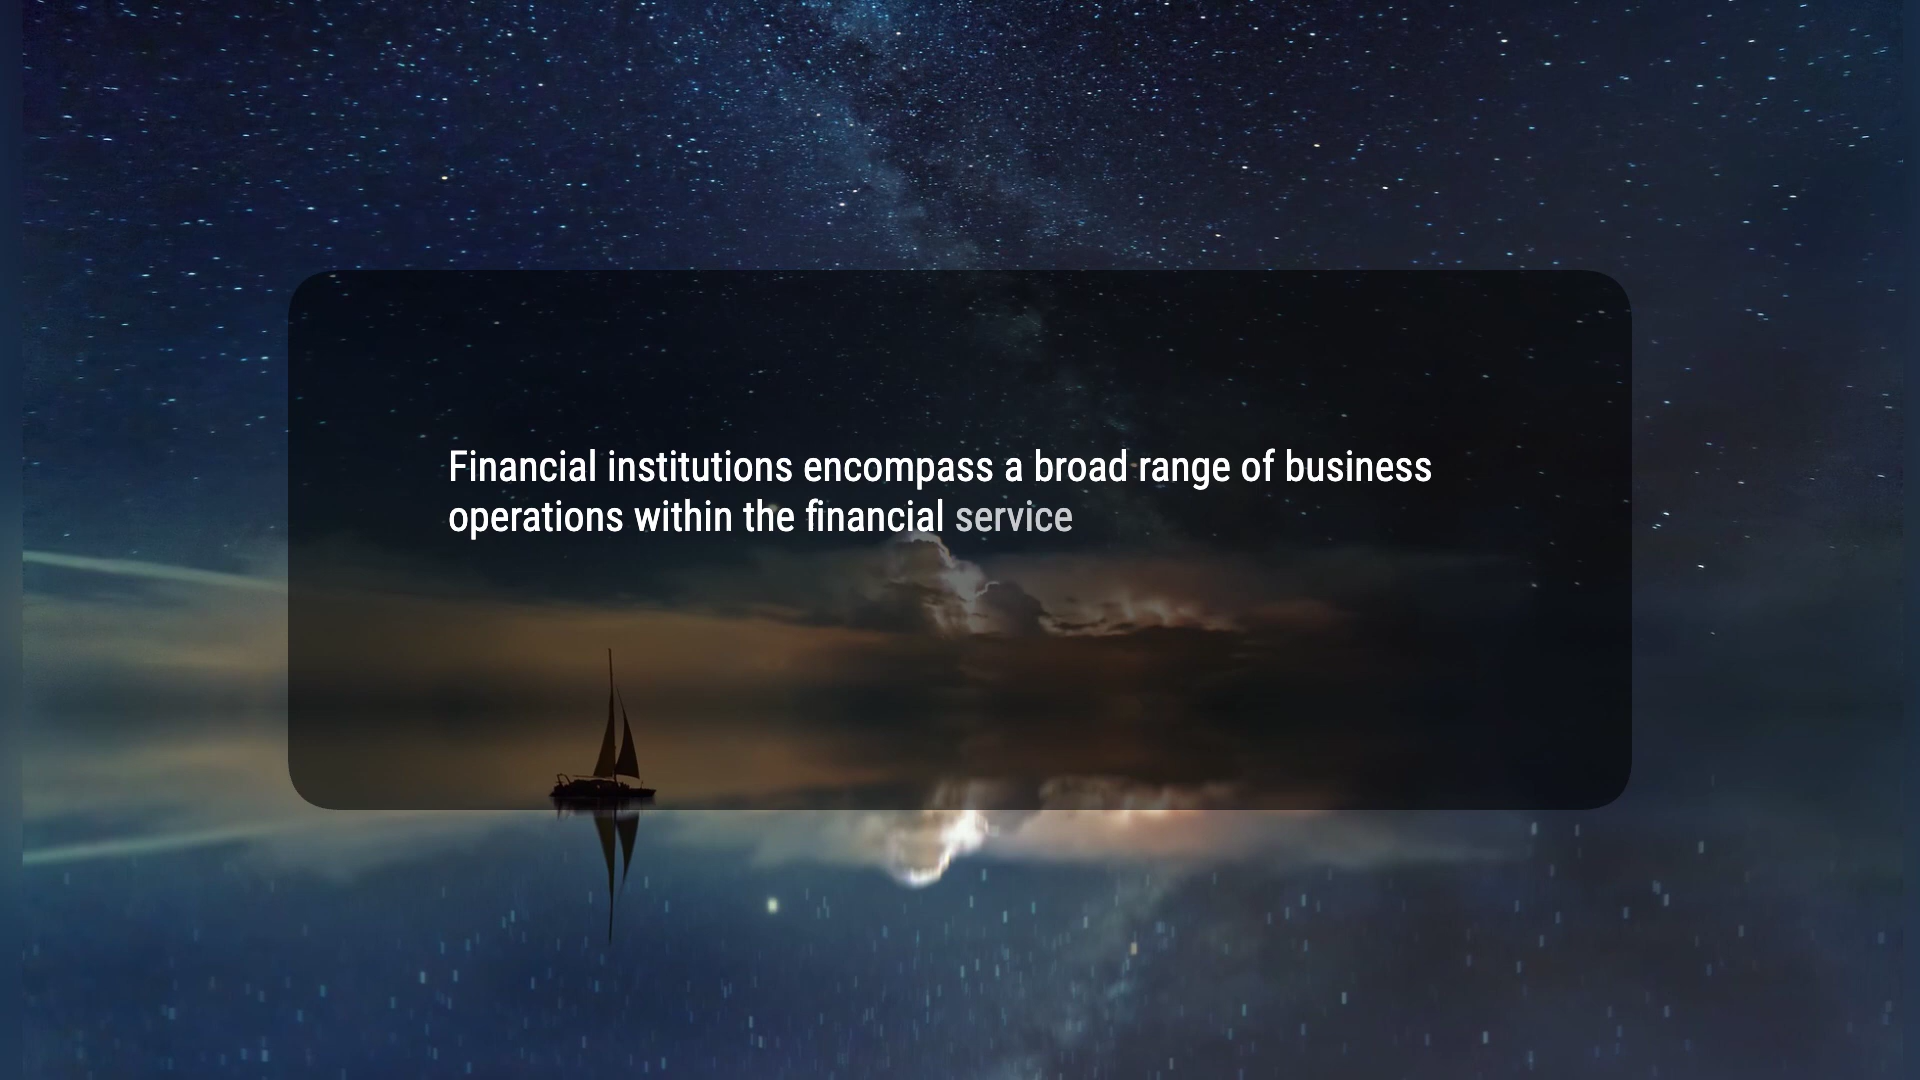 Financial institutions encompass a broad range of business
operations within the financial service